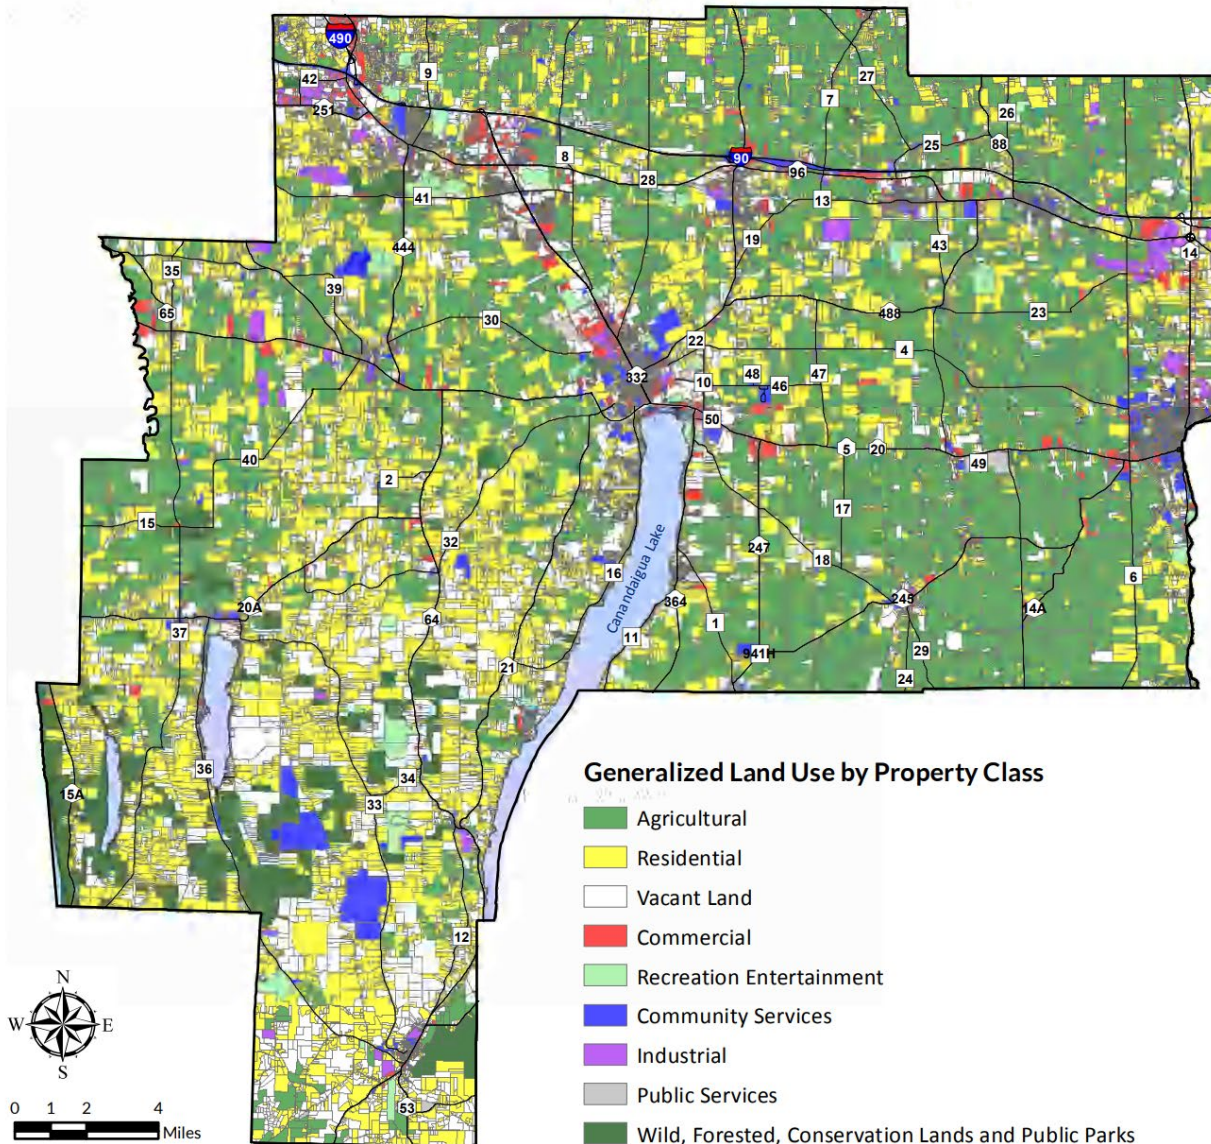 490
42
9
27
7
251
26
25
88
8
90
28
96
41
13
19
43
14
444
35
39
65
30
488
23
22
4
332
48
47
10
46
50
40
5
20
49
2
15
17
32
247
18
Canandaigua Lake
16
6
20A
364
245
14A
37
64
1
11
941H
29
21
24
36
34
15A
33
12
53
Generalized Land Use by Property Class
Agricultural
Residential
Vacant Land
Commercial
Recreation Entertainment
Community Services
Industrial
Public Services
Wild, Forested, Conservation Lands and Public Parks
N
W E
S
0 1 2 4
Miles